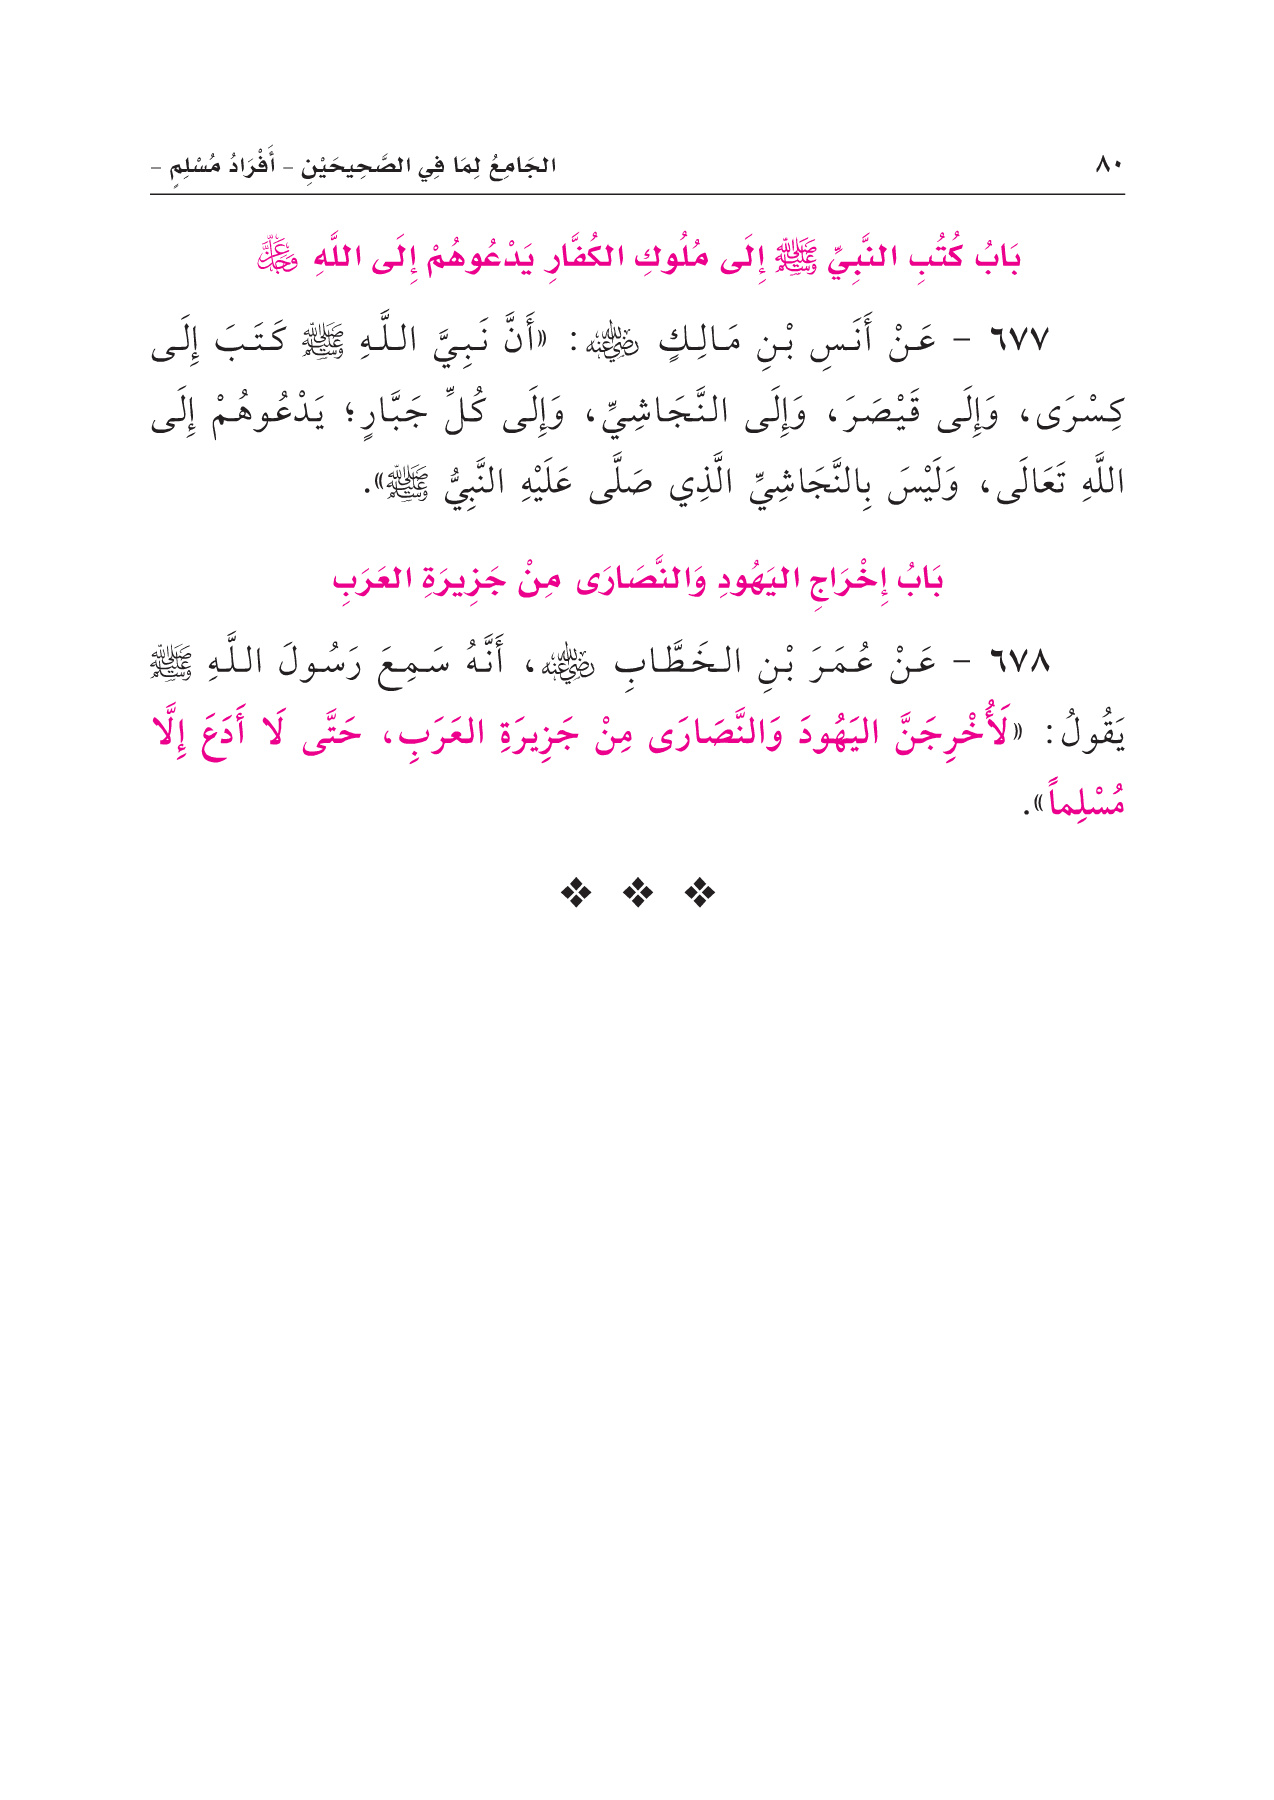 ٨٠ الجَامِعُ لِمَا فِي الصَّحِيحَيْنِ – أَفْرَادُ مُسْلِمٍ –
بَابُ كُتُبِ النَّبِيِّ ﷺ إِلَى مُلُوكِ الكُفَّارِ يَدْعُوهُمْ إِلَى اللَّهِ عَزَّ وَجَلَّ
٦٧٧ – عَنْ أَنَسِ بْنِ مَالِكٍ رضي الله عنه: «أَنَّ نَبِيَّ اللَّهِ ﷺ كَتَبَ إِلَى
كِسْرَى، وَإِلَى قَيْصَرَ، وَإِلَى النَّجَاشِيِّ، وَإِلَى كُلِّ جَبَّارٍ؛ يَدْعُوهُمْ إِلَى
اللَّهِ تَعَالَى، وَلَيْسَ بِالنَّجَاشِيِّ الَّذِي صَلَّى عَلَيْهِ النَّبِيُّ ﷺ».
بَابُ إِخْرَاجِ اليَهُودِ وَالنَّصَارَى مِنْ جَزِيرَةِ العَرَبِ
٦٧٨ – عَنْ عُمَرَ بْنِ الخَطَّابِ رضي الله عنه، أَنَّهُ سَمِعَ رَسُولَ اللَّهِ ﷺ
يَقُولُ: «لَأُخْرِجَنَّ اليَهُودَ وَالنَّصَارَى مِنْ جَزِيرَةِ العَرَبِ، حَتَّى لَا أَدَعَ إِلَّا
مُسْلِماً».